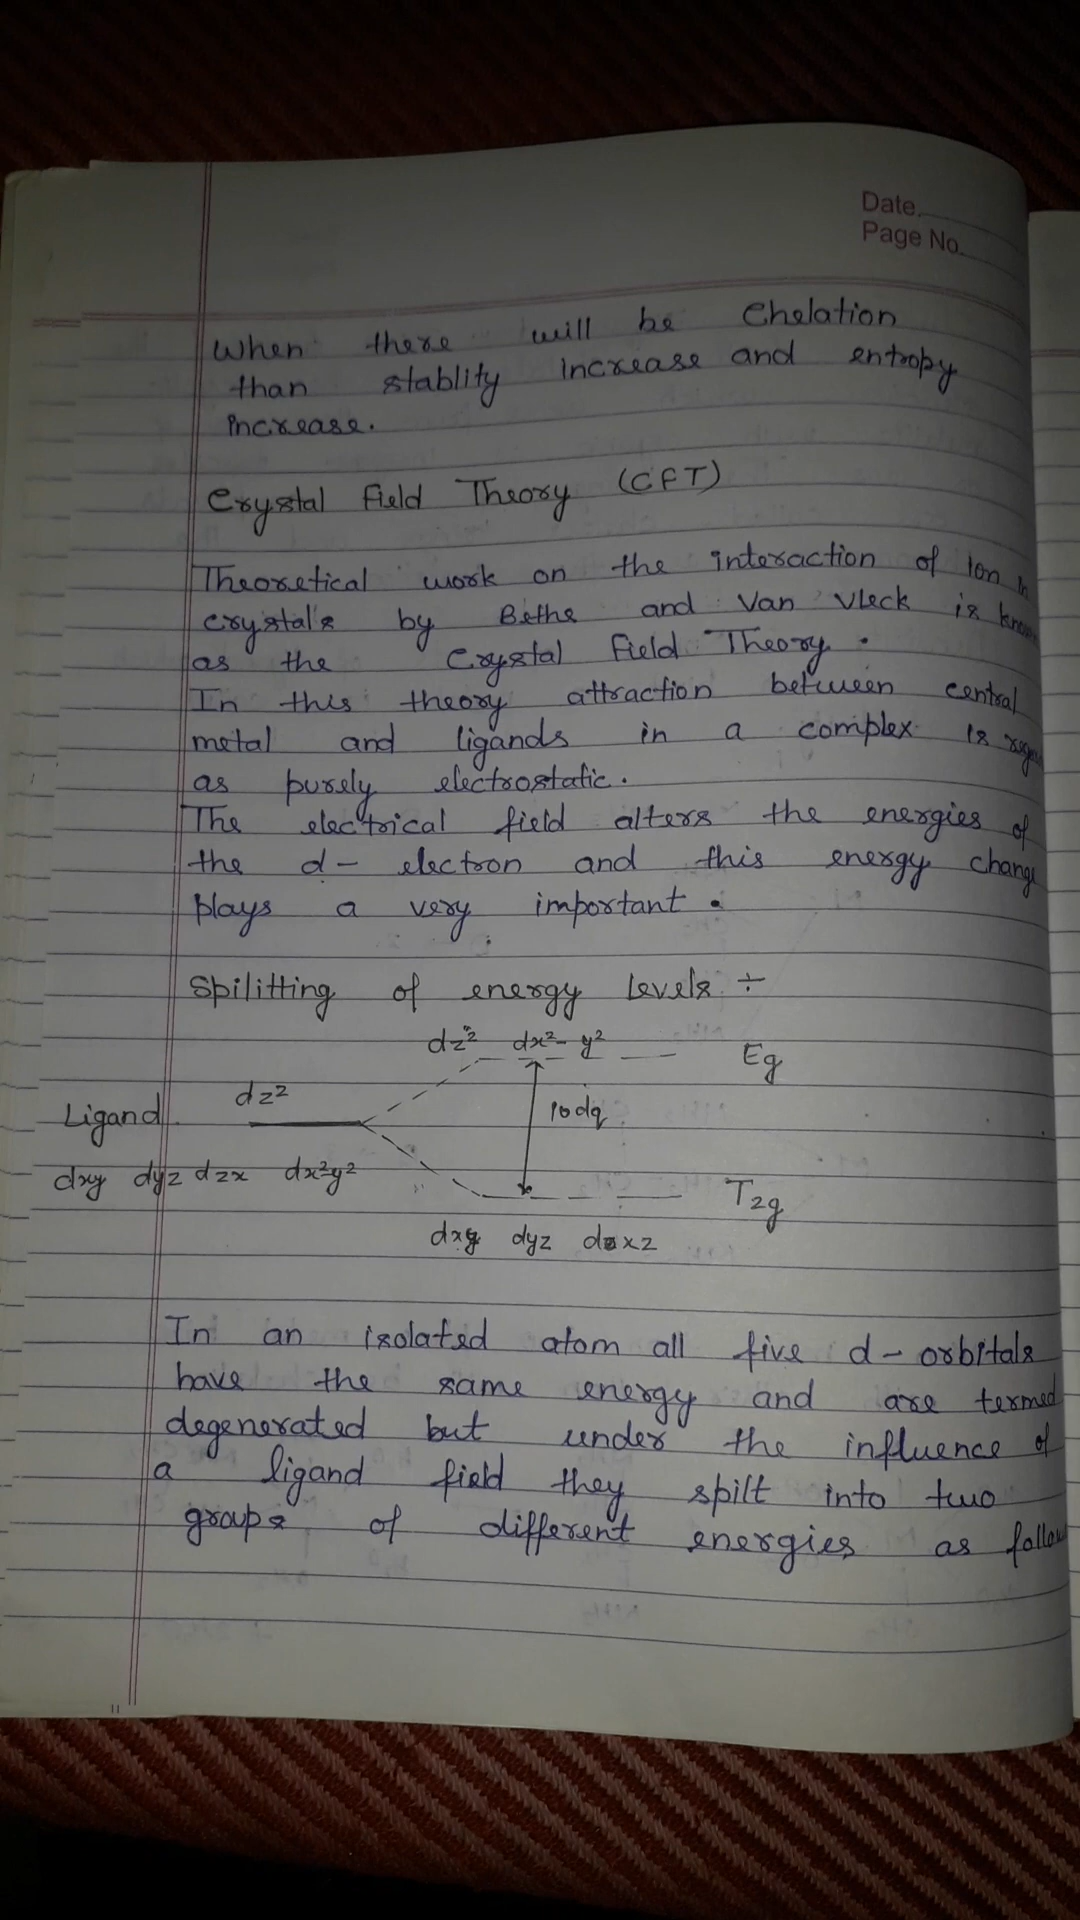 Date.
Page No.
When there will be Chelation
than stablity increase and entropy
increase.
Crystal Field Theory (CFT)
Theoretical work on the interaction of ion in
crystal's by Bethe and Van Vleck is know
as the Crystal Field Theory.
In this theory attraction between central
metal and ligands in a complex is
as purely electrostatic.
The electrical field alters the energies of
the d- electron and this energy change
plays a very important.
Spilitting of energy Levels ÷
dz² dx²- y² Eg
dz²
Ligand 10dq
dxy dyz dzx dx²y²
T2g
dxy dyz dxz
In an isolated atom all five d- orbitals
have the same energy and are termed
degenerated but under the influence of
a ligand field they spilt into two
groups of different energies as follow